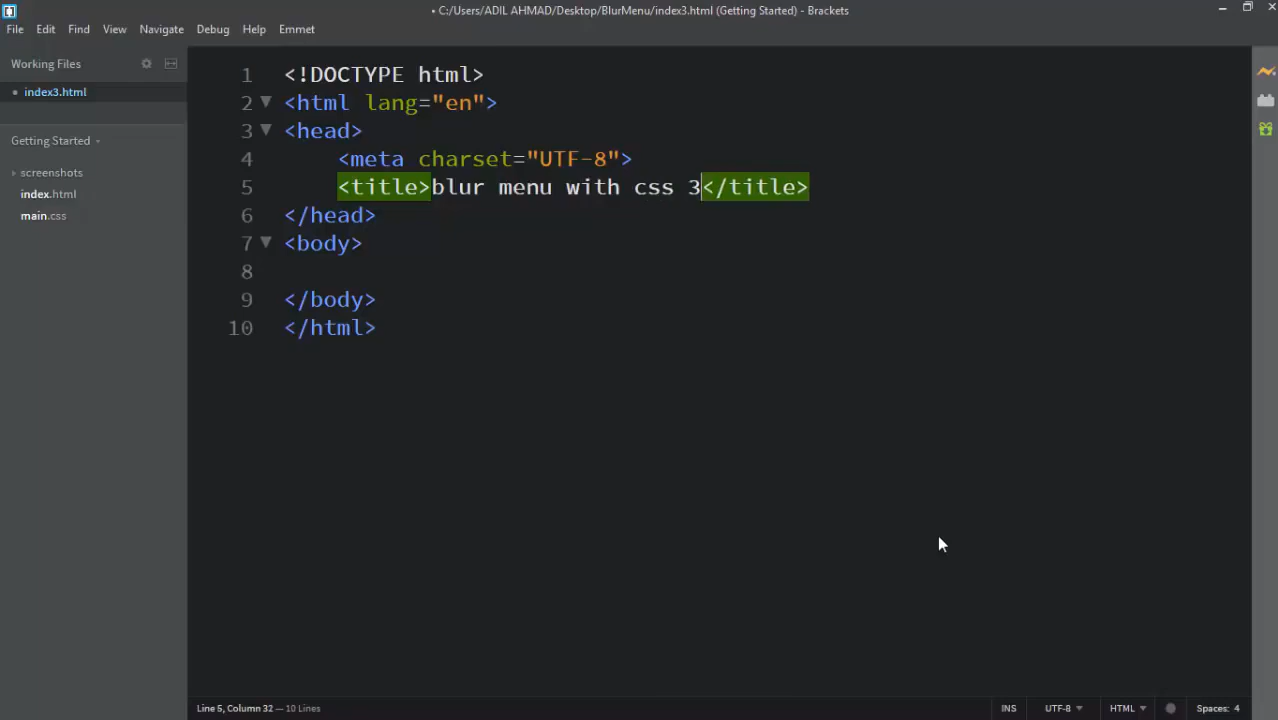 • C:/Users/ADIL AHMAD/Desktop/BlurMenu/index3.html (Getting Started) - Brackets
File Edit Find View Navigate Debug Help Emmet
Working Files
• index3.html
Getting Started
screenshots
index.html
main.css
1 <!DOCTYPE html>
2 <html lang="en">
3 <head>
4 <meta charset="UTF-8">
5 <title>blur menu with css 3</title>
6 </head>
7 <body>
8
9 </body>
10 </html>
Line 5, Column 32 — 10 Lines INS UTF-8 HTML Spaces: 4